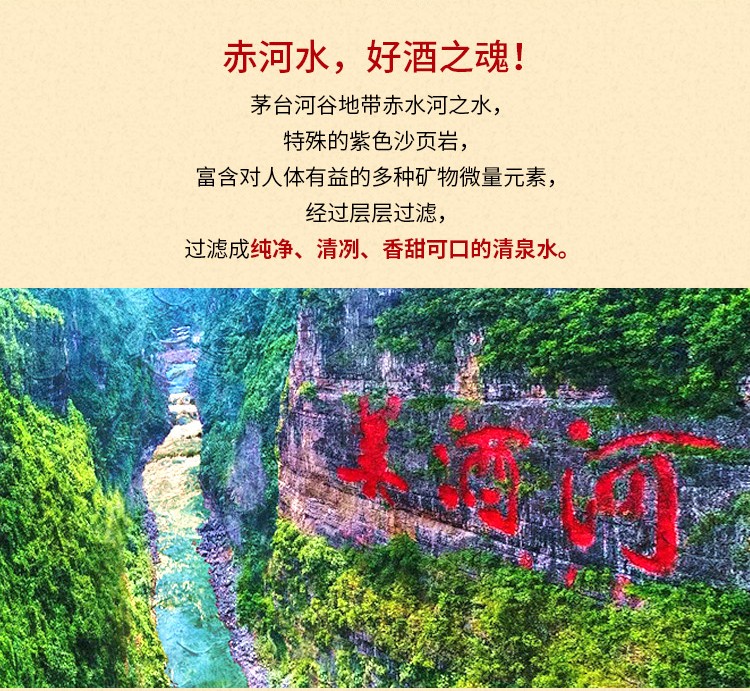 赤河水，好酒之魂！
茅台河谷地带赤水河之水，
特殊的紫色沙页岩，
富含对人体有益的多种矿物微量元素，
经过层层过滤，
过滤成纯净、清冽、香甜可口的清泉水。
美酒河